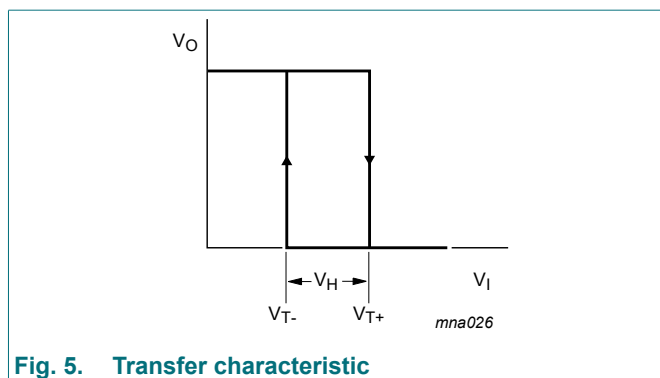 VO
VH
VI
VT-
VT+
mna026
Fig. 5. Transfer characteristic